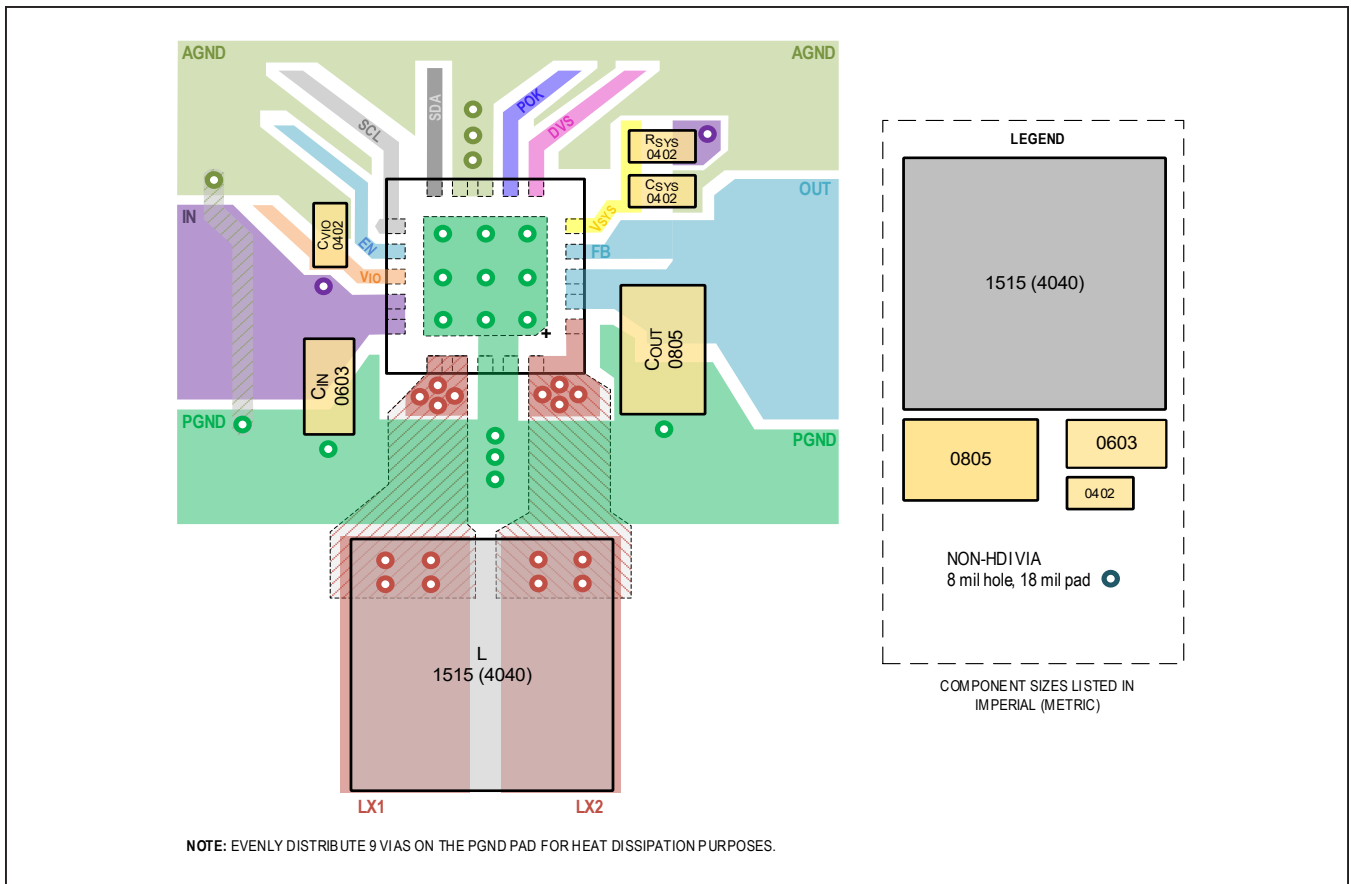 AGND
AGND
SCL
SDA
POK
DVS
RSYS
0402
CSYS
0402
VSYS
IN
CVIO
0402
EN
VIO
FB
OUT
+
CIN
0603
COUT
0805
PGND
PGND
L
1515 (4040)
LX1
LX2
NOTE: EVENLY DISTRIBUTE 9 VIAS ON THE PGND PAD FOR HEAT DISSIPATION PURPOSES.
LEGEND
1515 (4040)
0805
0603
0402
NON-HDI VIA
8 mil hole, 18 mil pad
COMPONENT SIZES LISTED IN
IMPERIAL (METRIC)